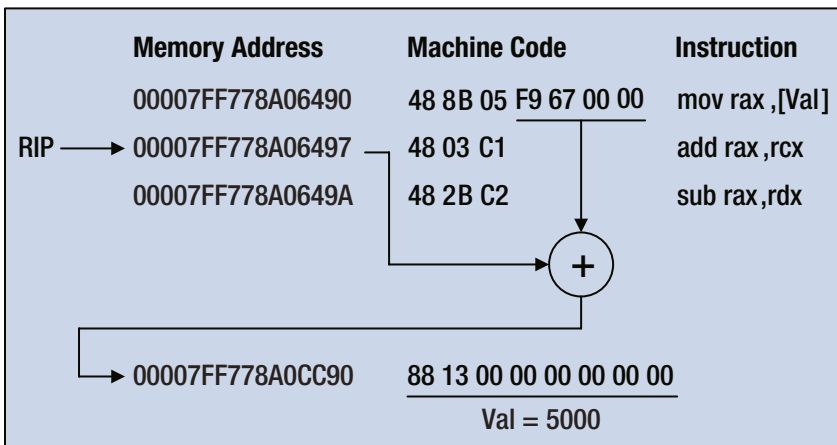 Memory Address Machine Code Instruction
00007FF778A06490 48 8B 05 F9 67 00 00 mov rax ,[Val]
RIP 00007FF778A06497 48 03 C1 add rax ,rcx
00007FF778A0649A 48 2B C2 sub rax,rdx
+
00007FF778A0CC90 88 13 00 00 00 00 00 00
Val = 5000